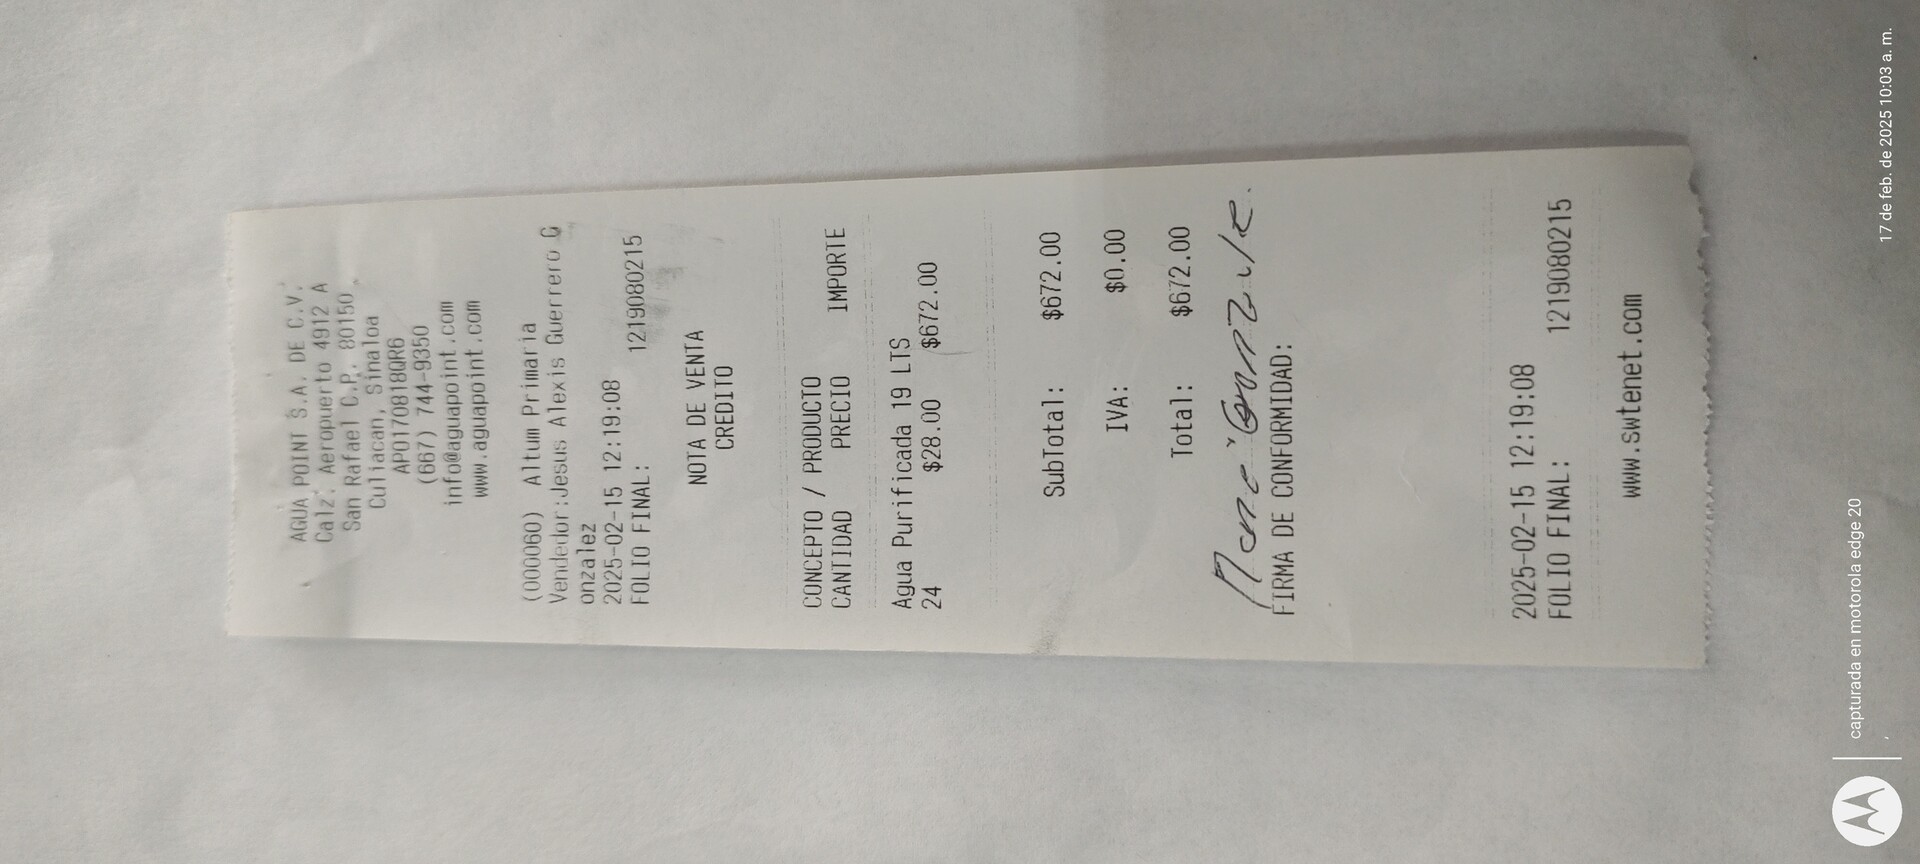 AGUA POINT S.A. DE C.V.
Calz. Aeropuerto 4912 A
San Rafael C.P. 80150
Culiacan, Sinaloa
APO170818QR6
(667) 744-9350
info@aguapoint.com
www.aguapoint.com
(000060) Altum Primaria
Vendedor:Jesus Alexis Guerrero G
onzalez
2025-02-15 12:19:08
FOLIO FINAL: 1219080215
NOTA DE VENTA
CREDITO
CONCEPTO / PRODUCTO
CANTIDAD PRECIO IMPORTE
Agua Purificada 19 LTS
24 $28.00 $672.00
SubTotal: $672.00
IVA: $0.00
Total: $672.00
FIRMA DE CONFORMIDAD:
2025-02-15 12:19:08
FOLIO FINAL: 1219080215
www.swtenet.com
capturada en motorola edge 20
17 de feb. de 2025 10:03 a. m.